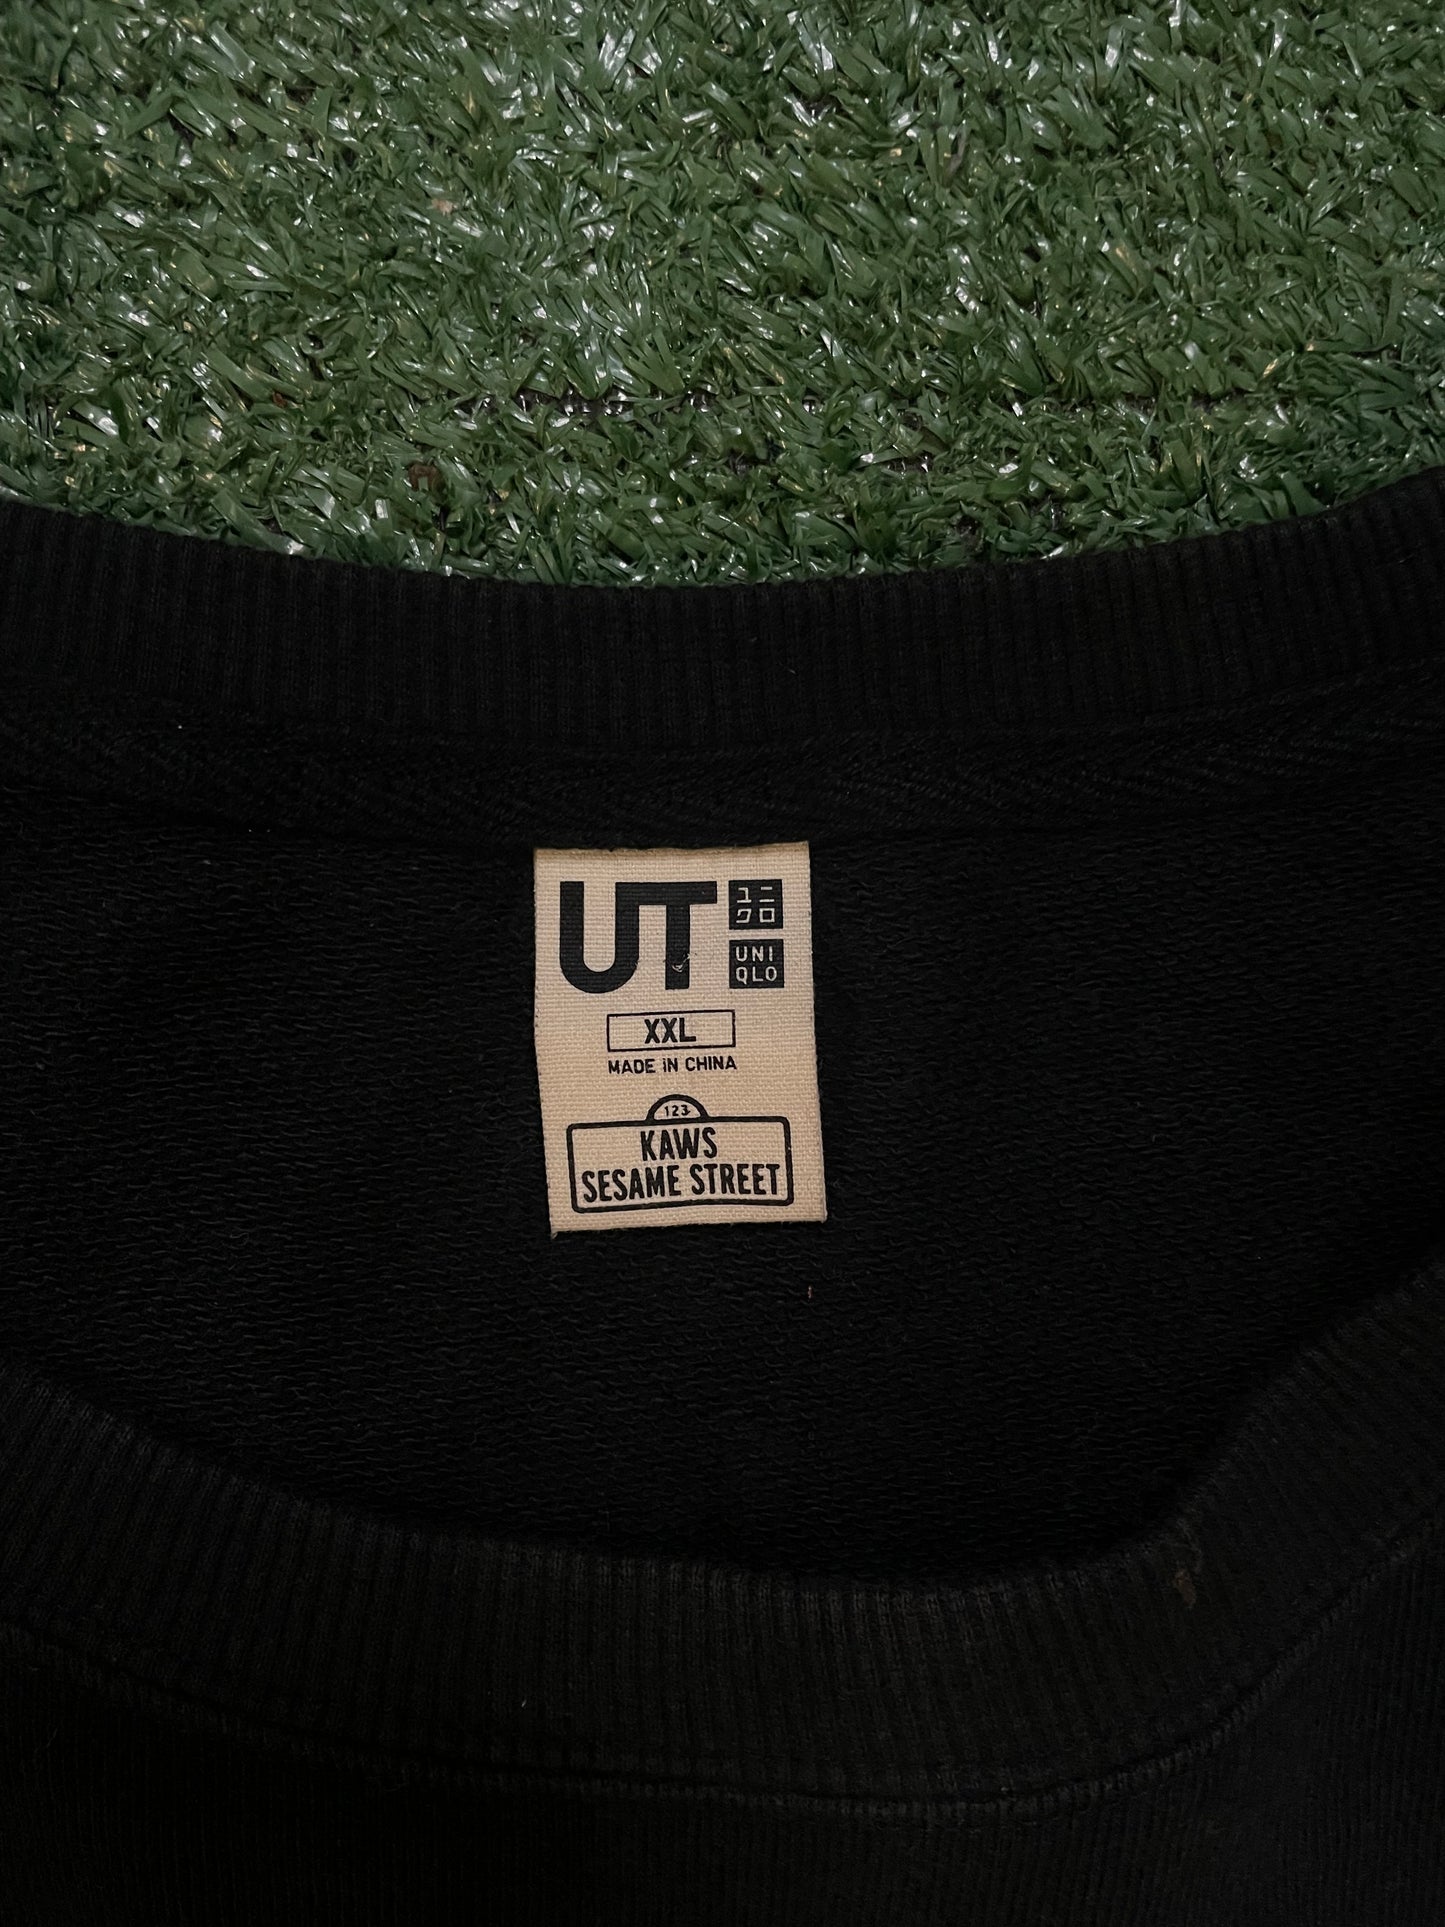 UT
ユニ
クロ
UNI
QLO
XXL
MADE IN CHINA
123
KAWS
SESAME STREET